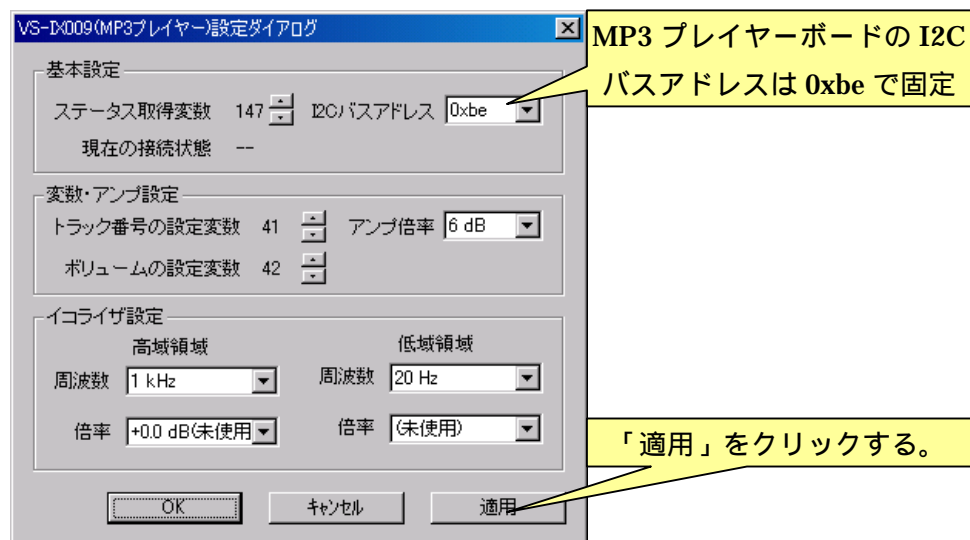 VS-IX009(MP3プレイヤー)設定ダイアログ
MP3 プレイヤーボードの I2C
バスアドレスは 0xbe で固定
基本設定
ステータス取得変数 147 I2Cバスアドレス 0xbe
現在の接続状態 --
変数・アンプ設定
トラック番号の設定変数 41 アンプ倍率 6 dB
ボリュームの設定変数 42
イコライザ設定
高域領域 低域領域
周波数 1 kHz 周波数 20 Hz
倍率 +0.0 dB(未使用 倍率 (未使用)
「適用」をクリックする。
OK キャンセル 適用